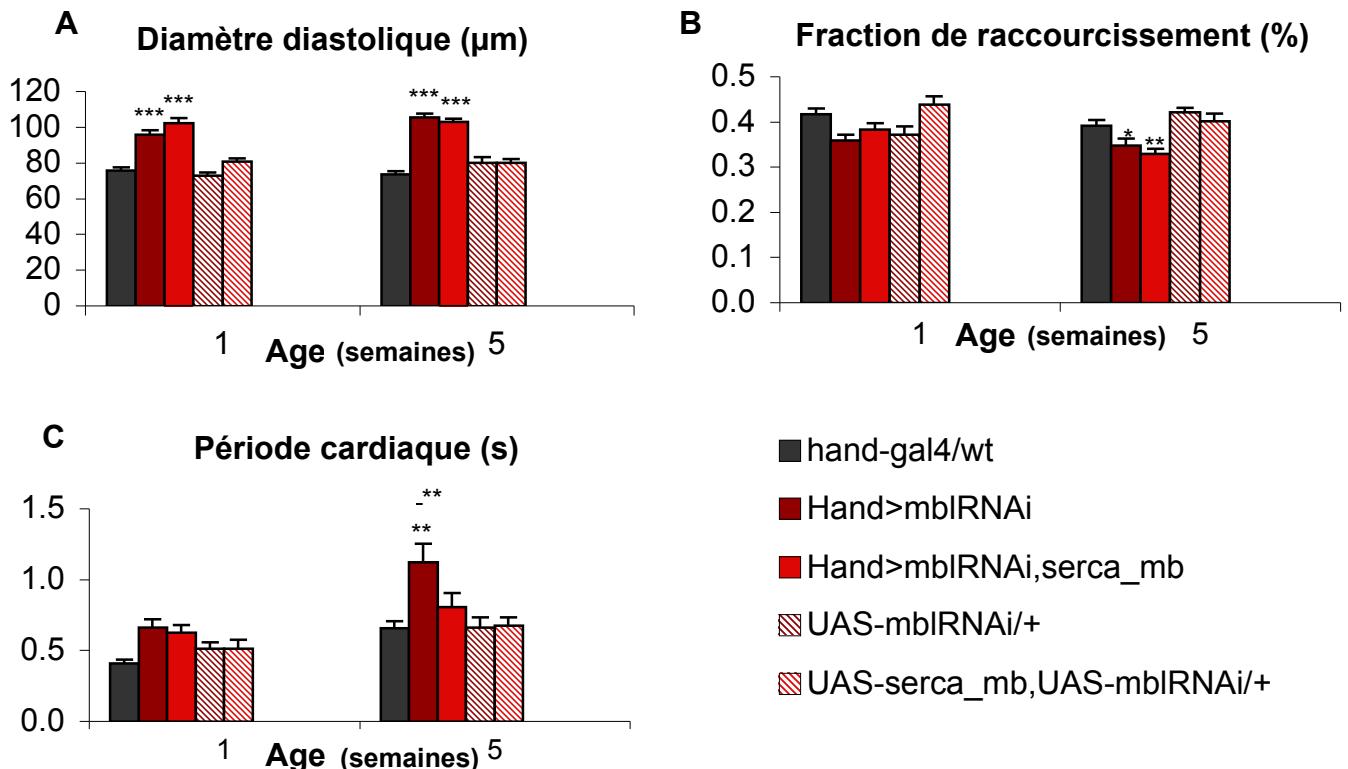 A
Diamètre diastolique (µm)
120
100
80
60
40
20
0
*** ***
*** ***
1 Age (semaines) 5
B
Fraction de raccourcissement (%)
0.5
0.4
0.3
0.2
0.1
0.0
* **
1 Age (semaines) 5
C
Période cardiaque (s)
1.5
1.0
0.5
0.0
-**
**
1 Age (semaines) 5
hand-gal4/wt
Hand>mblRNAi
Hand>mblRNAi,serca_mb
UAS-mblRNAi/+
UAS-serca_mb,UAS-mblRNAi/+